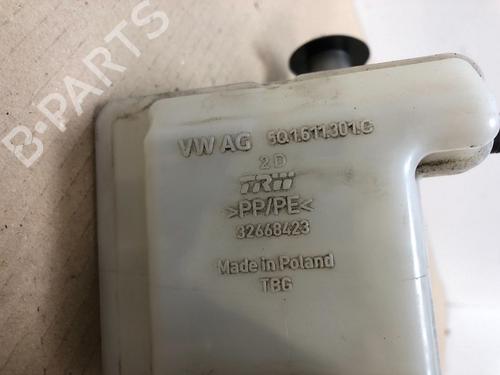 B-PARTS
VW AG 5Q1.611.301.G
2 D
TRW
>PP/PE<
32668423
Made in Poland
TBG